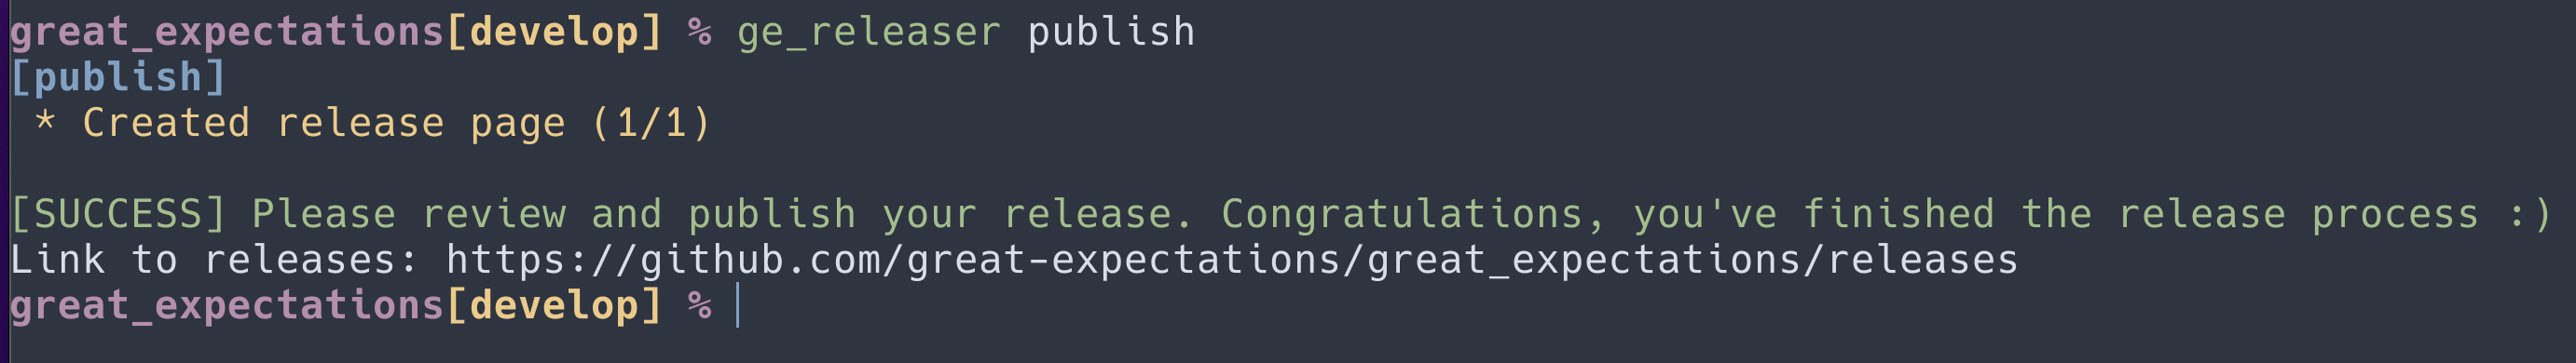 great_expectations[develop] % ge_releaser publish
[publish]
 * Created release page (1/1)
[SUCCESS] Please review and publish your release. Congratulations, you've finished the release process :)
Link to releases: https://github.com/great-expectations/great_expectations/releases
great_expectations[develop] %